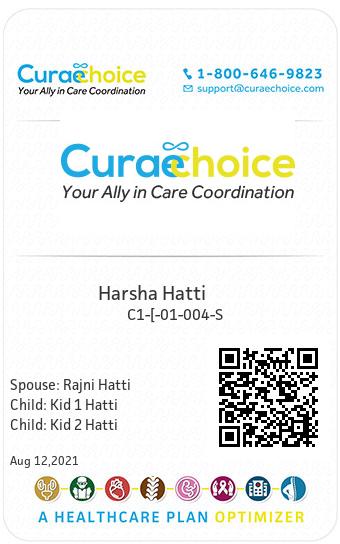 Curaechoice
Your Ally in Care Coordination
1-800-646-9823
support@curaechoice.com
Curaechoice
Your Ally in Care Coordination
Harsha Hatti
C1-[-01-004-S
Spouse: Rajni Hatti
Child: Kid 1 Hatti
Child: Kid 2 Hatti
Aug 12,2021
A HEALTHCARE PLAN OPTIMIZER